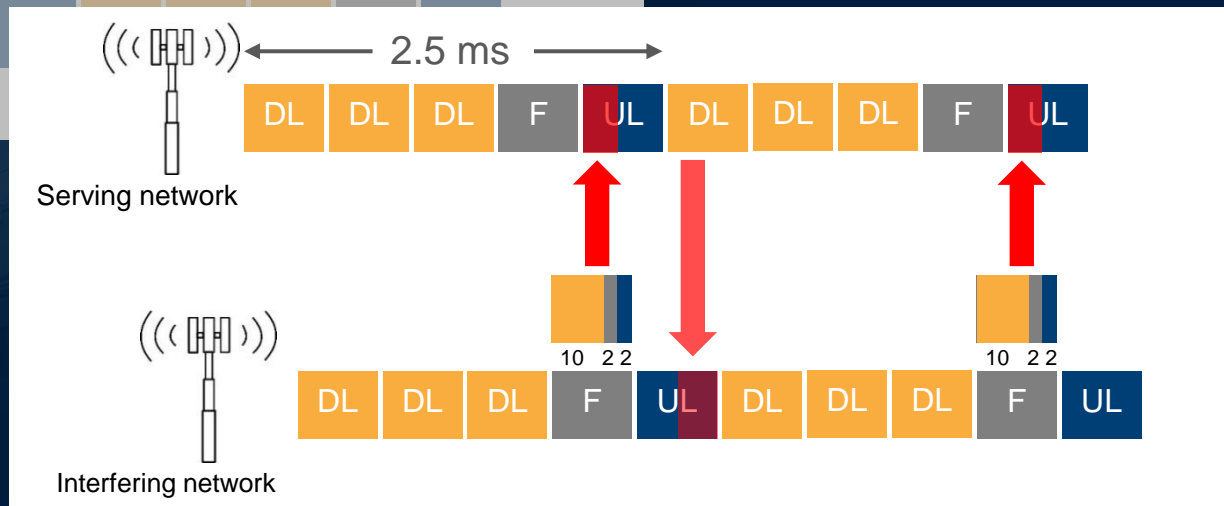 2.5 ms
DL DL DL F UL DL DL DL F UL
Serving network
10 2 2 10 2 2
DL DL DL F UL DL DL DL F UL
Interfering network